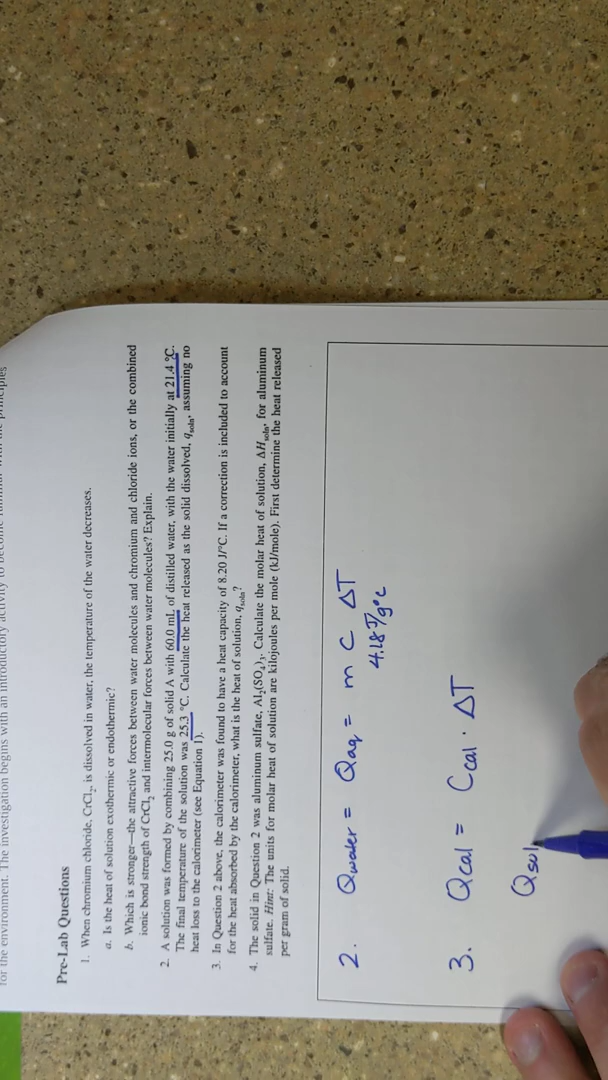 for the environment. The investigation begins with an introductory activity to become familiar with the principles
Pre-Lab Questions
1. When chromium chloride, CrCl₂, is dissolved in water, the temperature of the water decreases.
a. Is the heat of solution exothermic or endothermic?
b. Which is stronger—the attractive forces between water molecules and chromium and chloride ions, or the combined
ionic bond strength of CrCl₂ and intermolecular forces between water molecules? Explain.
2. A solution was formed by combining 25.0 g of solid A with 60.0 mL of distilled water, with the water initially at 21.4 °C.
The final temperature of the solution was 25.3 °C. Calculate the heat released as the solid dissolved, q_soln, assuming no
heat loss to the calorimeter (see Equation 1).
3. In Question 2 above, the calorimeter was found to have a heat capacity of 8.20 J/°C. If a correction is included to account
for the heat absorbed by the calorimeter, what is the heat of solution, q_soln?
4. The solid in Question 2 was aluminum sulfate, Al₂(SO₄)₃. Calculate the molar heat of solution, ΔH_soln, for aluminum
sulfate. Hint: The units for molar heat of solution are kilojoules per mole (kJ/mole). First determine the heat released
per gram of solid.
2. Qwater = Qaq = m C ΔT
4.18 J/g°C
3. Qcal = Ccal · ΔT
Qsol